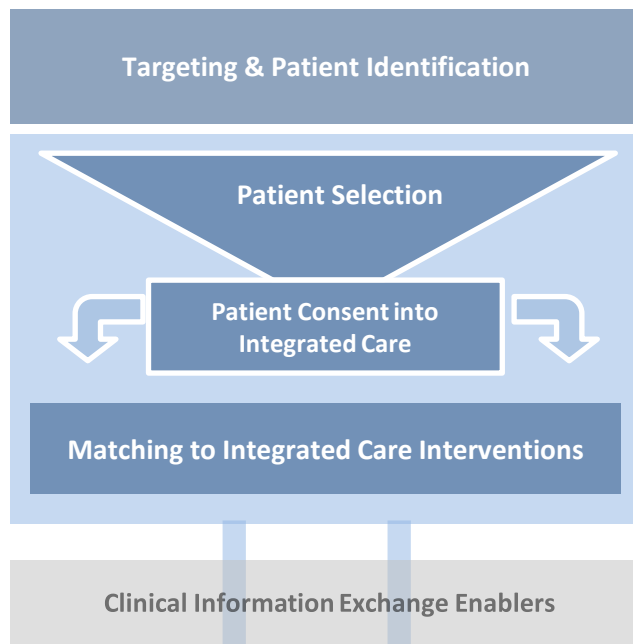 Targeting & Patient Identification
Patient Selection
Patient Consent into
Integrated Care
Matching to Integrated Care Interventions
Clinical Information Exchange Enablers